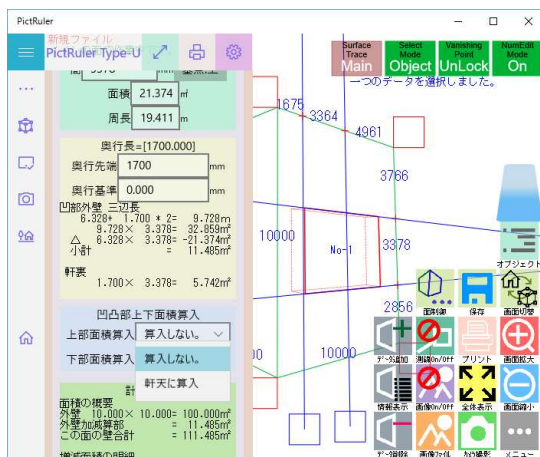 PictRuler
新規ファイル
PictRuler Type-U
Surface Trace
Main
Select Mode
Object
Vanishing Point
UnLock
NumEdit Mode
On
一つのデータを選択しました。
mm
面積 21.374 ㎡
周長 19.411 m
奥行長=[1700.000]
奥行先端 1700 mm
奥行基準 0.000 mm
凹部外壁 三辺長
6.328+ 1.700 * 2= 9.728m
9.728× 3.378= 32.859㎡
△ 6.328× 3.378= -21.374㎡
小計 = 11.485㎡
軒裏
1.700× 3.378= 5.742㎡
凹凸部上下面積算入
上部面積算入 算入しない。
下部面積算入 算入しない。
軒天に算入
計
面積の概要
外壁 10.000× 10.000= 100.000㎡
外壁加減算部 = 11.485㎡
この面の壁合計 = 111.485㎡
増減面積の明細
1675
3364
4961
3766
10000
No-1
3378
2856
10000
オブジェクト
面制御
保存
画面切替
データ追加
測線On/Off
プリント
画面拡大
情報表示
画像On/Off
全体表示
画面縮小
データ削除
画像ファイル
カメラ撮影
メニュー